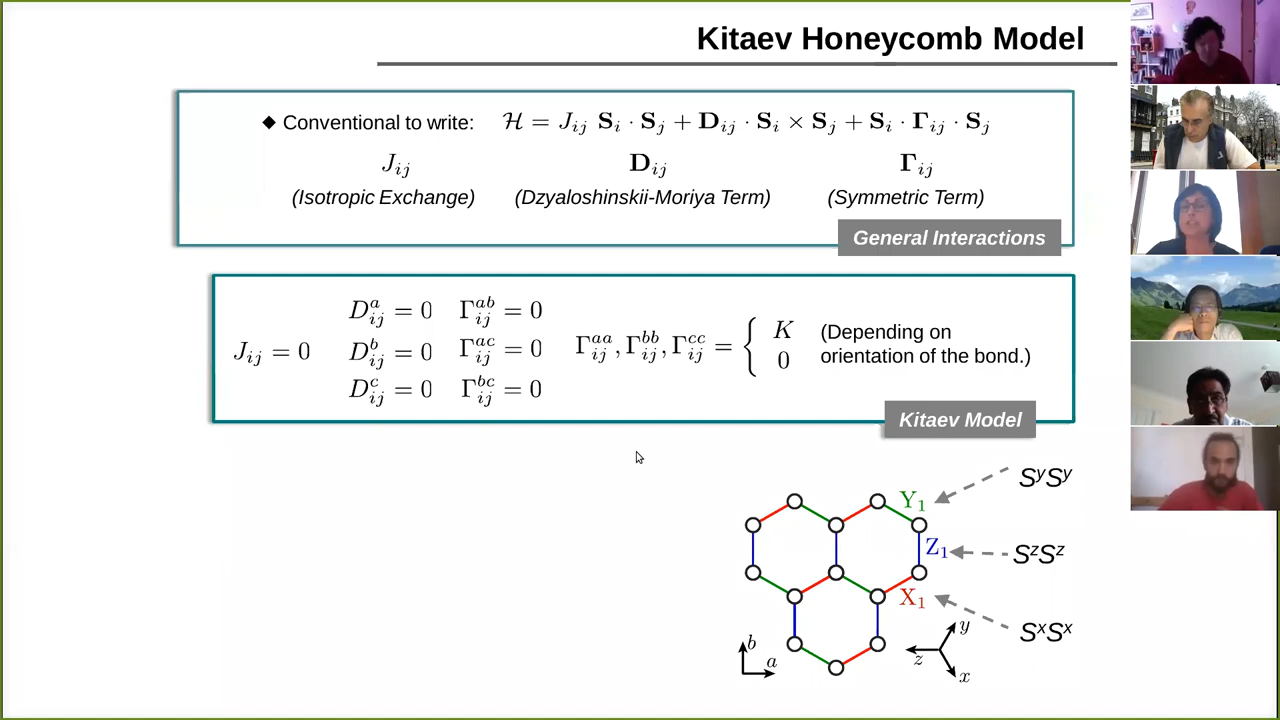 Kitaev Honeycomb Model
◆ Conventional to write: ℋ = J_ij S_i · S_j + D_ij · S_i × S_j + S_i · Γ_ij · S_j
J_ij D_ij Γ_ij
(Isotropic Exchange) (Dzyaloshinskii-Moriya Term) (Symmetric Term)
General Interactions
D^a_ij = 0 Γ^ab_ij = 0
J_ij = 0 D^b_ij = 0 Γ^ac_ij = 0 Γ^aa_ij, Γ^bb_ij, Γ^cc_ij = { K 0 (Depending on
orientation of the bond.)
D^c_ij = 0 Γ^bc_ij = 0
Kitaev Model
S^yS^y
Y_1
Z_1 S^zS^z
X_1
S^xS^x
b a
y z x